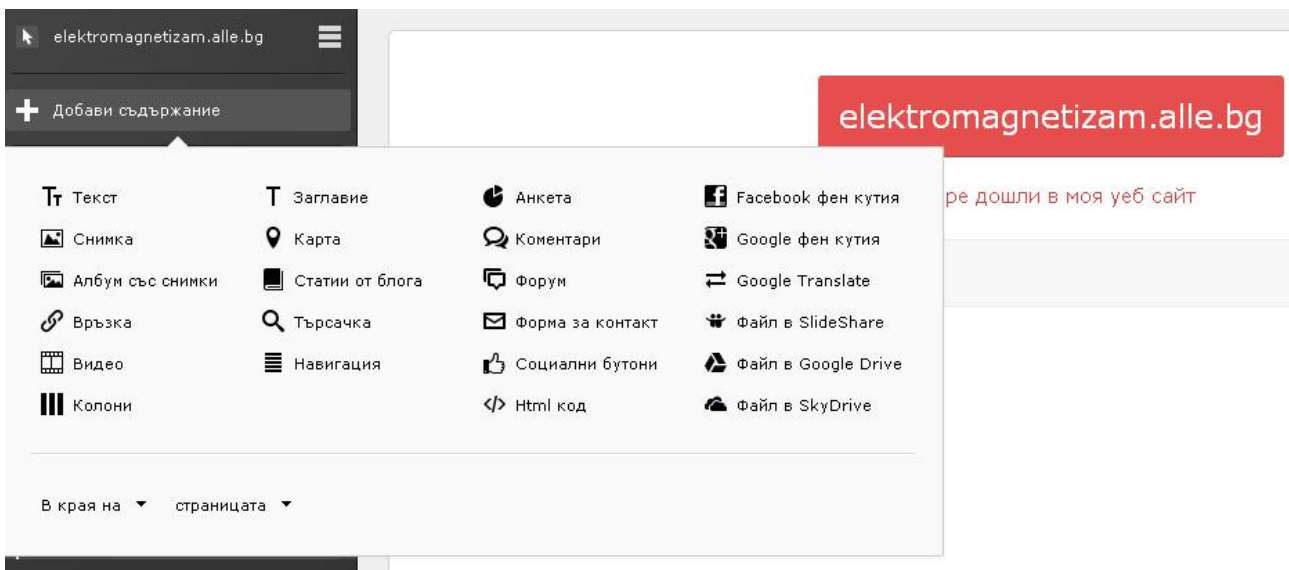 elektromagnetizam.alle.bg
Добави съдържание
elektromagnetizam.alle.bg
ре дошли в моя уеб сайт
Текст Заглавие Анкета Facebook фен кутия
Снимка Карта Коментари Google фен кутия
Албум със снимки Статии от блога Форум Google Translate
Връзка Търсачка Форма за контакт Файл в SlideShare
Видео Навигация Социални бутони Файл в Google Drive
Колони Html код Файл в SkyDrive
В края на страницата